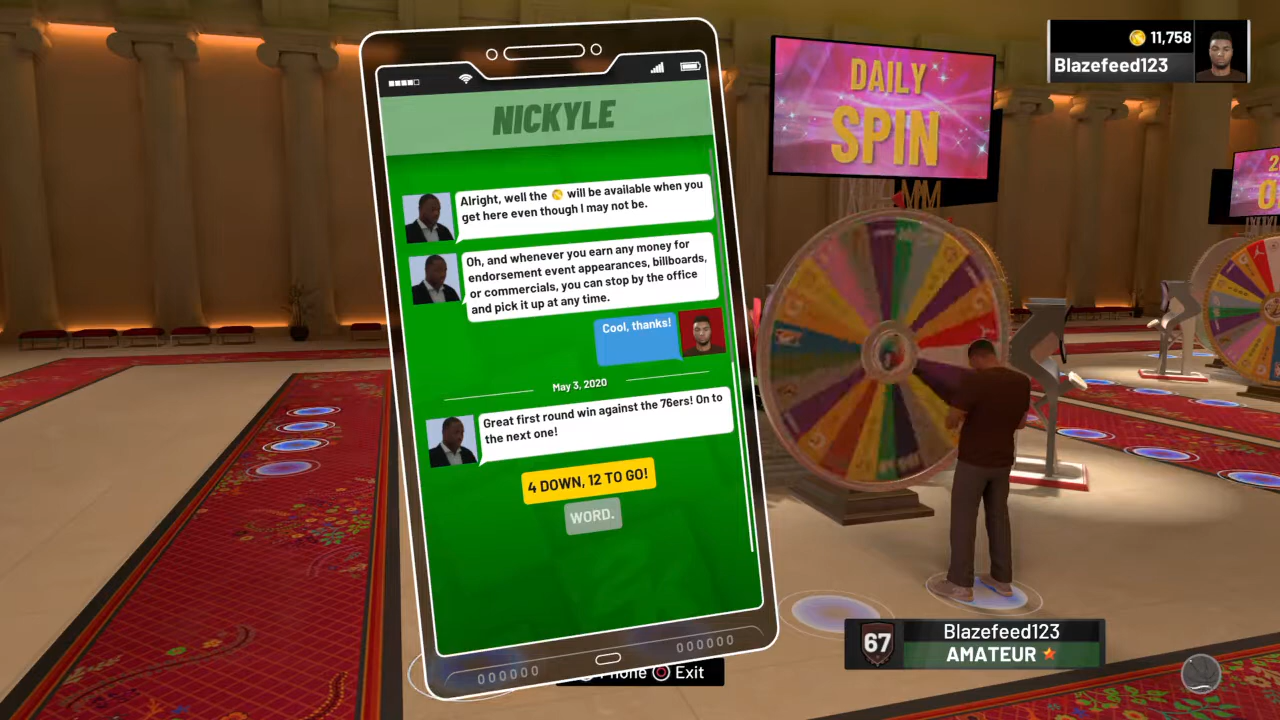 NICKYLE
Alright, well the will be available when you
get here even though I may not be.
Oh, and whenever you earn any money for
endorsement event appearances, billboards,
or commercials, you can stop by the office
and pick it up at any time.
Cool, thanks!
May 3, 2020
Great first round win against the 76ers! On to
the next one!
4 DOWN, 12 TO GO!
WORD.
Exit
DAILY
SPIN
11,758
Blazefeed123
67
Blazefeed123
AMATEUR